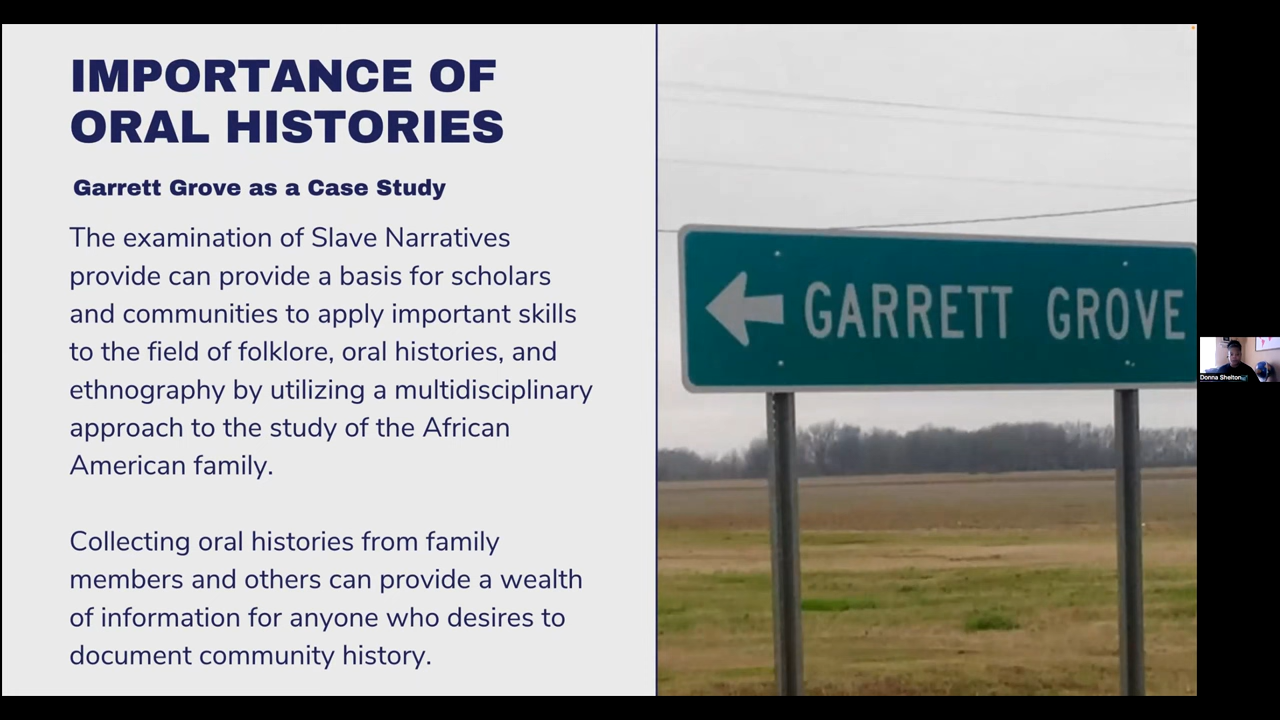 IMPORTANCE OF
ORAL HISTORIES
Garrett Grove as a Case Study
The examination of Slave Narratives
provide can provide a basis for scholars
and communities to apply important skills
to the field of folklore, oral histories, and
ethnography by utilizing a multidisciplinary
approach to the study of the African
American family.
Collecting oral histories from family
members and others can provide a wealth
of information for anyone who desires to
document community history.
GARRETT GROVE
Donna Shelton